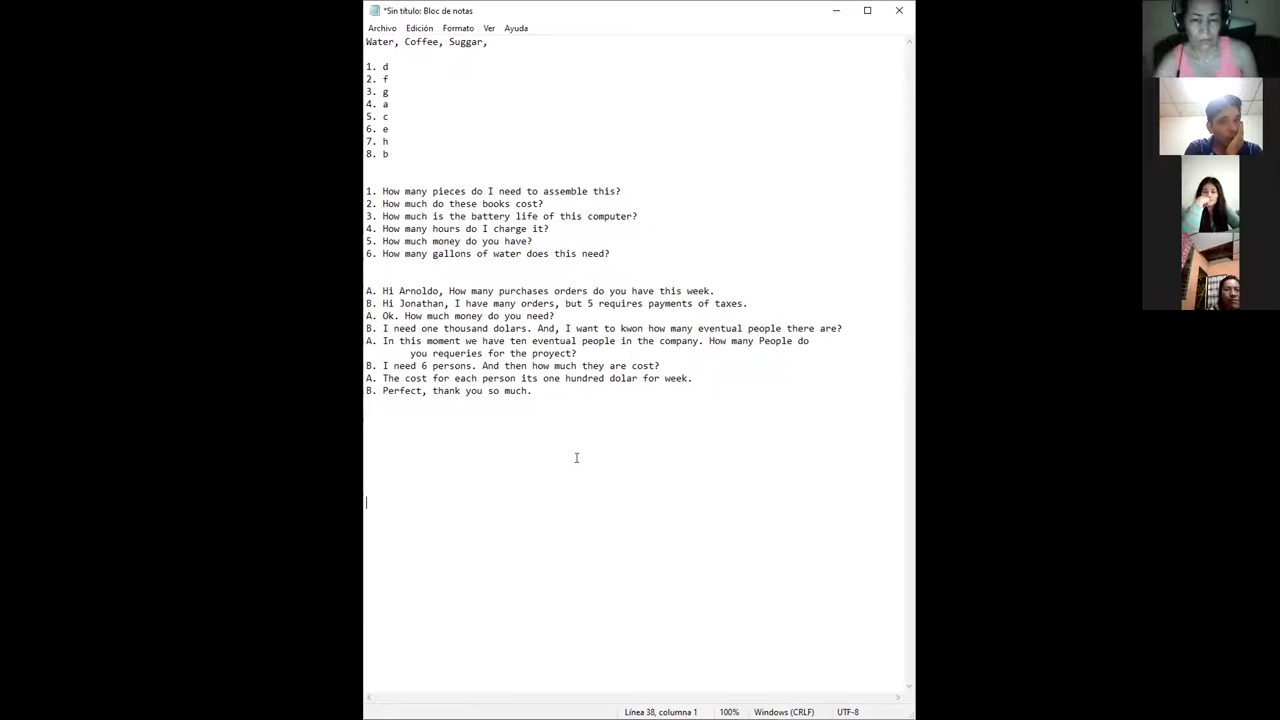 *Sin título: Bloc de notas
Archivo Edición Formato Ver Ayuda
Water, Coffee, Suggar,
1. d
2. f
3. g
4. a
5. c
6. e
7. h
8. b
1. How many pieces do I need to assemble this?
2. How much do these books cost?
3. How much is the battery life of this computer?
4. How many hours do I charge it?
5. How much money do you have?
6. How many gallons of water does this need?
A. Hi Arnoldo, How many purchases orders do you have this week.
B. Hi Jonathan, I have many orders, but 5 requires payments of taxes.
A. Ok. How much money do you need?
B. I need one thousand dolars. And, I want to kwon how many eventual people there are?
A. In this moment we have ten eventual people in the company. How many People do
you requeries for the proyect?
B. I need 6 persons. And then how much they are cost?
A. The cost for each person its one hundred dolar for week.
B. Perfect, thank you so much.
Línea 38, columna 1 100% Windows (CRLF) UTF-8